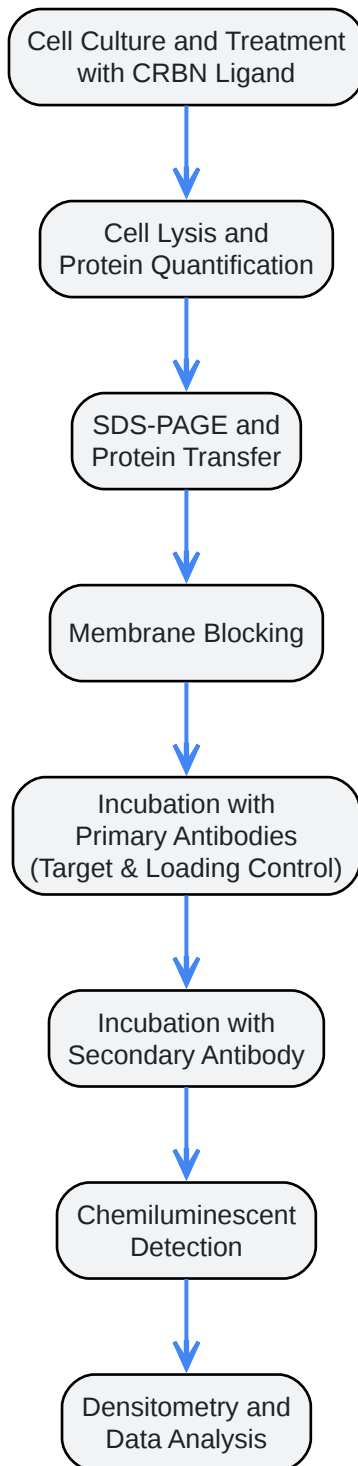 Cell Culture and Treatment
with CRBN Ligand
Cell Lysis and
Protein Quantification
SDS-PAGE and
Protein Transfer
Membrane Blocking
Incubation with
Primary Antibodies
(Target & Loading Control)
Incubation with
Secondary Antibody
Chemiluminescent
Detection
Densitometry and
Data Analysis